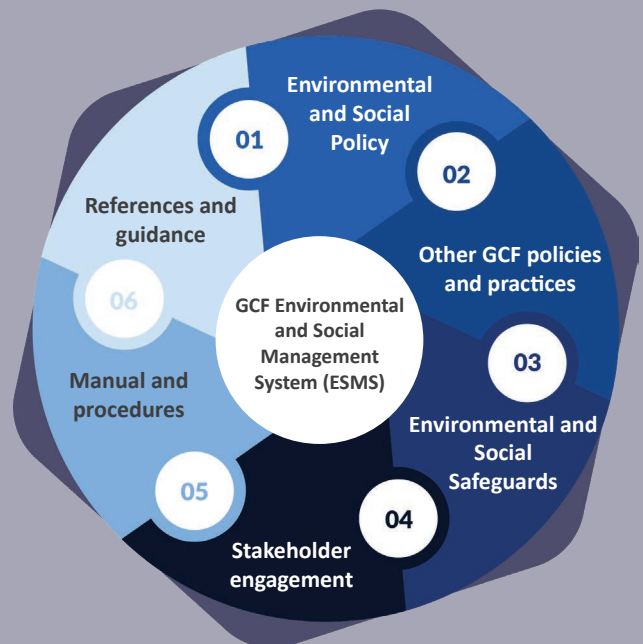 GCF Environmental
and Social
Management
System (ESMS)
01
Environmental
and Social
Policy
02
Other GCF policies
and practices
03
Environmental and
Social
Safeguards
04
Stakeholder
engagement
05
Manual and
procedures
06
References and
guidance